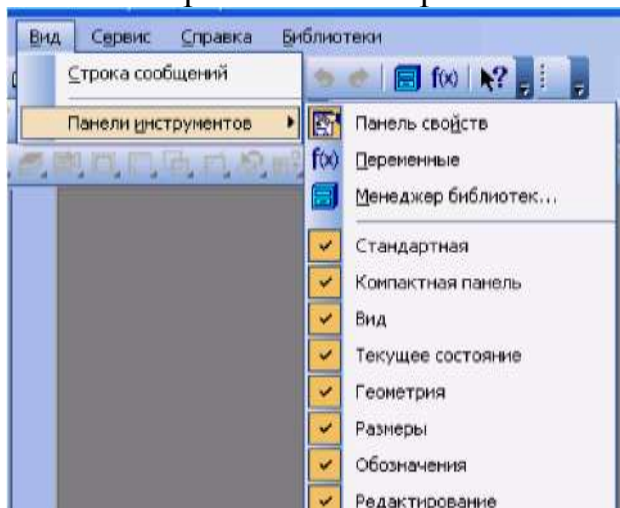 Вид Сервис Справка Библиотеки
Строка сообщений
f(x)
Панели инструментов
Панель свойств
f(x) Переменные
Менеджер библиотек...
Стандартная
Компактная панель
Вид
Текущее состояние
Геометрия
Размеры
Обозначения
Редактирование